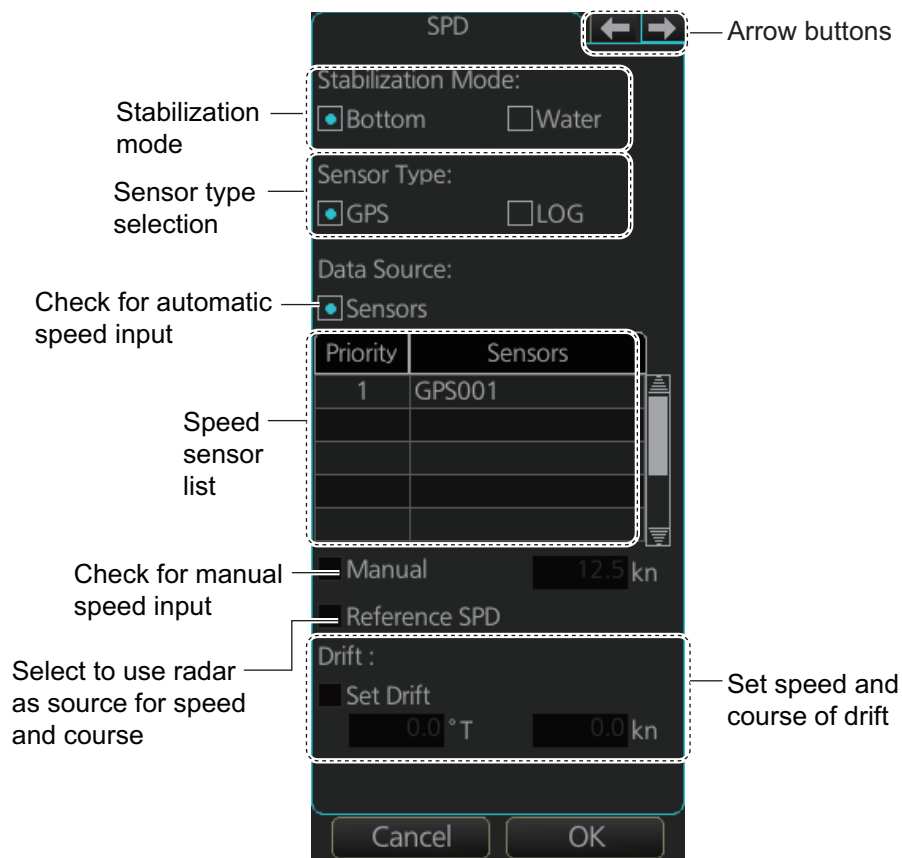 SPD
Arrow buttons
Stabilization Mode:
Bottom Water
Stabilization
mode
Sensor Type:
GPS LOG
Sensor type
selection
Data Source:
Sensors
Check for automatic
speed input
Priority Sensors
1 GPS001
Speed
sensor
list
Manual 12.5 kn
Check for manual
speed input
Reference SPD
Select to use radar
as source for speed
and course
Drift :
Set Drift
0.0 °T 0.0 kn
Set speed and
course of drift
Cancel OK